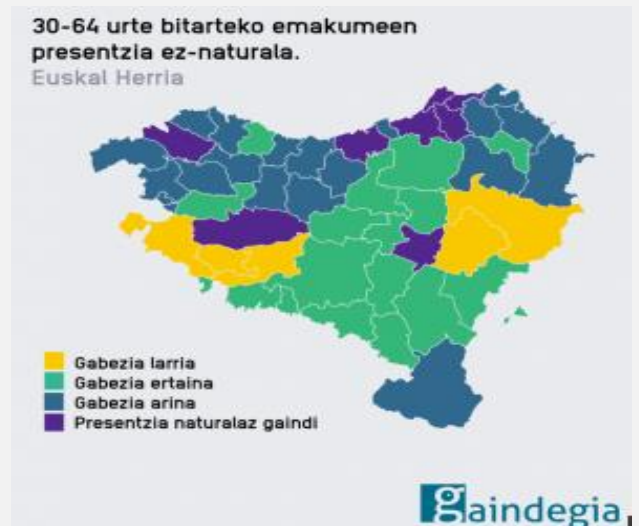 30-64 urte bitarteko emakumeen
presentzia ez-naturala.
Euskal Herria
Gabezia larria
Gabezia ertaina
Gabezia arina
Presentzia naturalaz gaindi
gaindegia